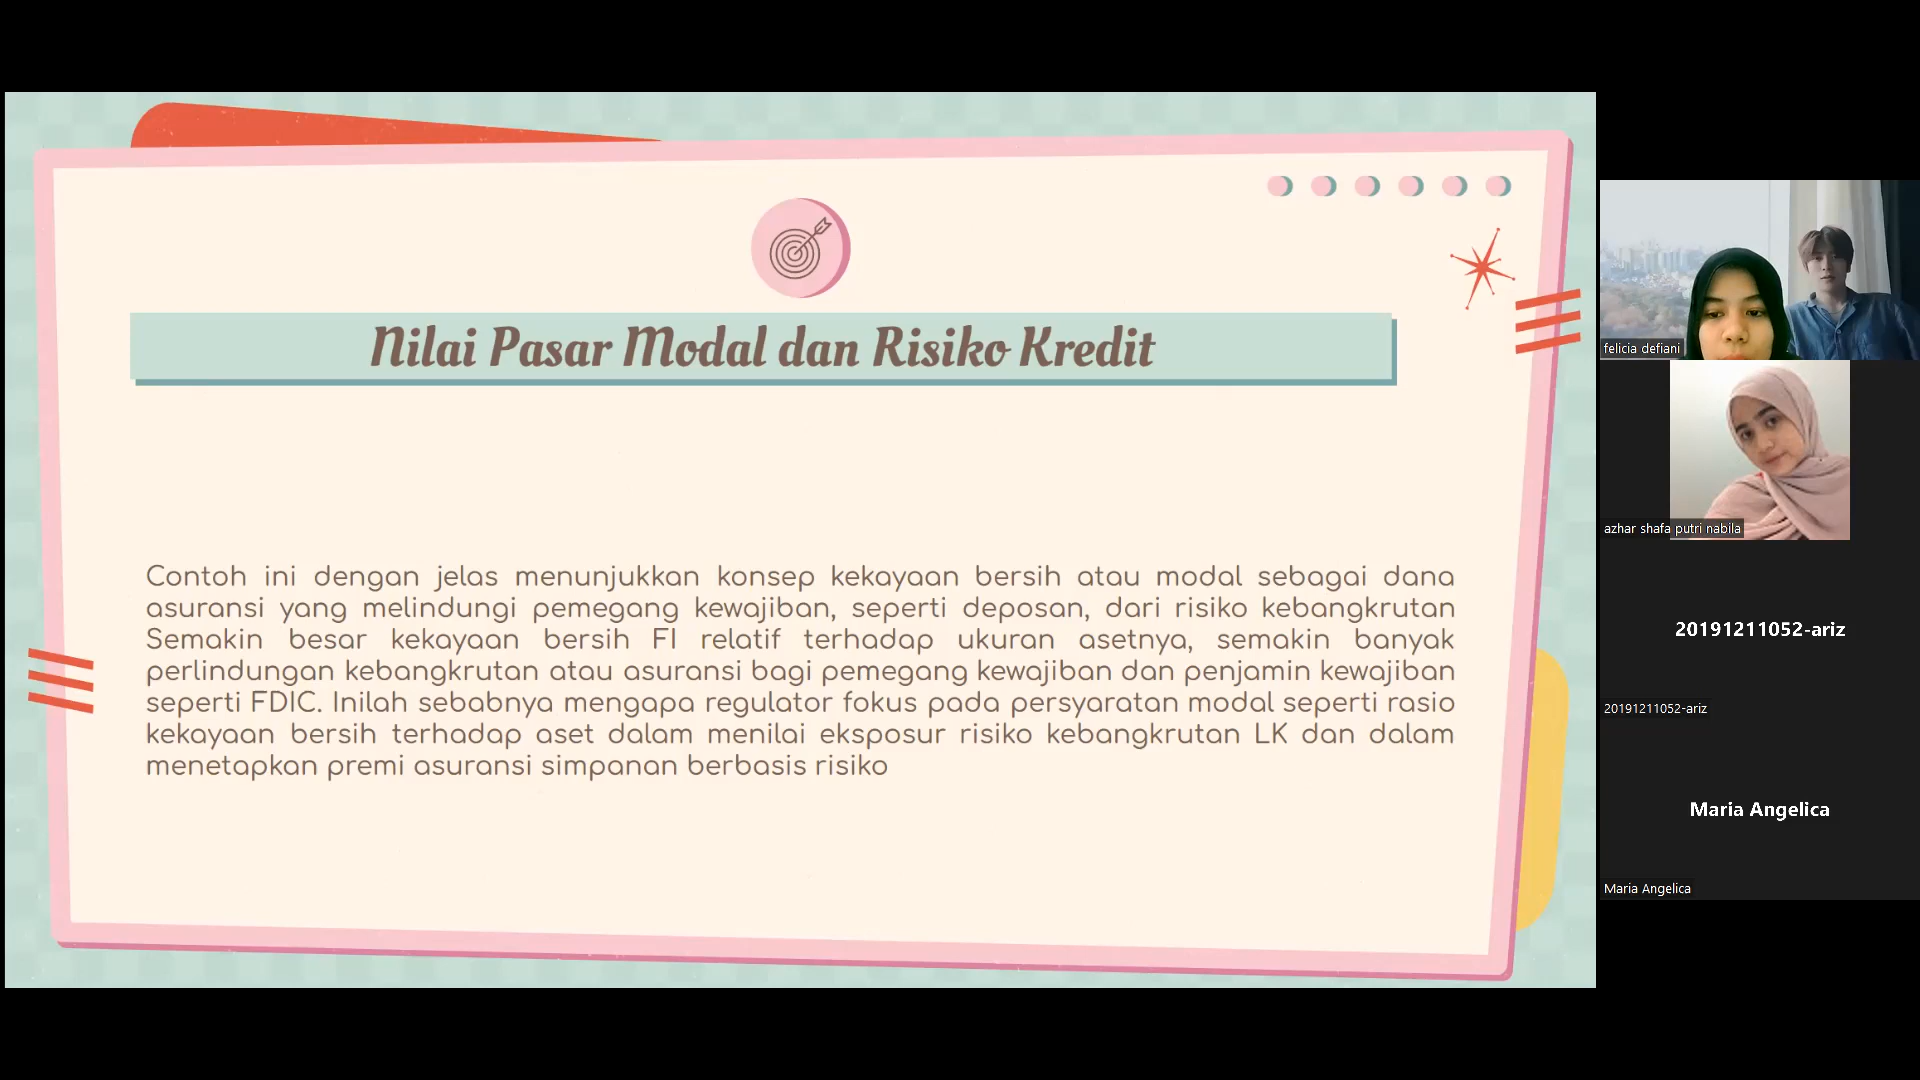 Nilai Pasar Modal dan Risiko Kredit
Contoh ini dengan jelas menunjukkan konsep kekayaan bersih atau modal sebagai dana
asuransi yang melindungi pemegang kewajiban, seperti deposan, dari risiko kebangkrutan
Semakin besar kekayaan bersih FI relatif terhadap ukuran asetnya, semakin banyak
perlindungan kebangkrutan atau asuransi bagi pemegang kewajiban dan penjamin kewajiban
seperti FDIC. Inilah sebabnya mengapa regulator fokus pada persyaratan modal seperti rasio
kekayaan bersih terhadap aset dalam menilai eksposur risiko kebangkrutan LK dan dalam
menetapkan premi asuransi simpanan berbasis risiko
felicia defiani
azhar shafa putri nabila
20191211052-ariz
20191211052-ariz
Maria Angelica
Maria Angelica